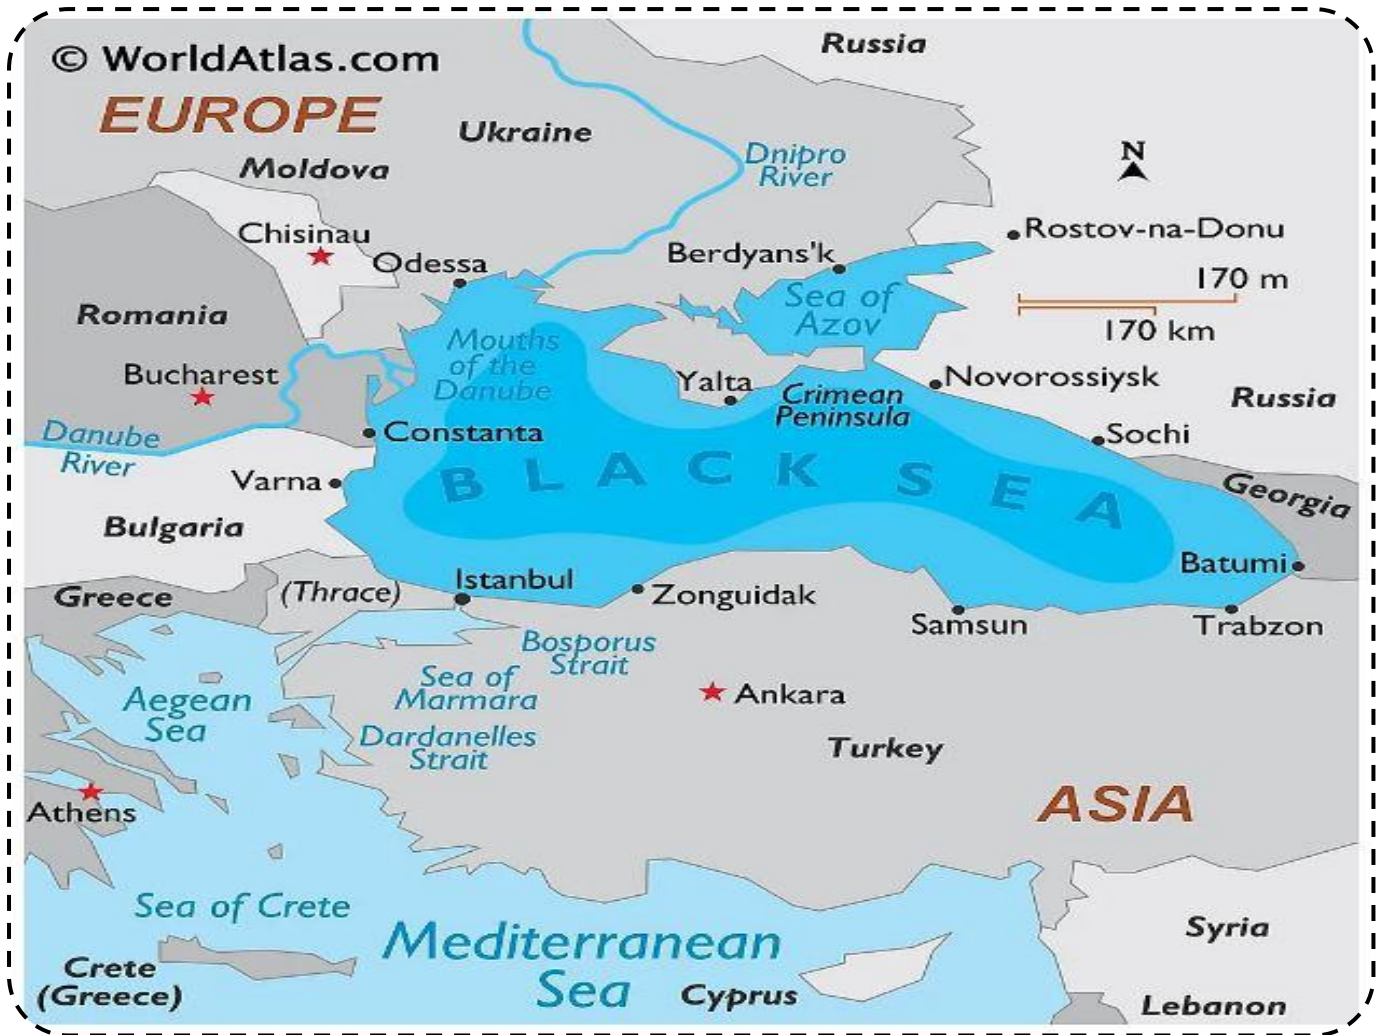 © WorldAtlas.com
Russia
EUROPE
Ukraine
Moldova
Dnipro
River
N
Chisinau
Odessa
Berdyans'k
Rostov-na-Donu
170 m
170 km
Sea of
Azov
Romania
Mouths
of the
Danube
Bucharest
Yalta
Crimean
Peninsula
Novorossiysk
Russia
Danube
River
Constanta
Sochi
Varna
BLACK SEA
Georgia
Bulgaria
Batumi
Greece
(Thrace)
Istanbul
Zonguidak
Samsun
Trabzon
Bosporus
Strait
Sea of
Marmara
Ankara
Aegean
Sea
Dardanelles
Strait
Turkey
Athens
ASIA
Sea of Crete
Mediterranean
Sea
Syria
Crete
(Greece)
Cyprus
Lebanon